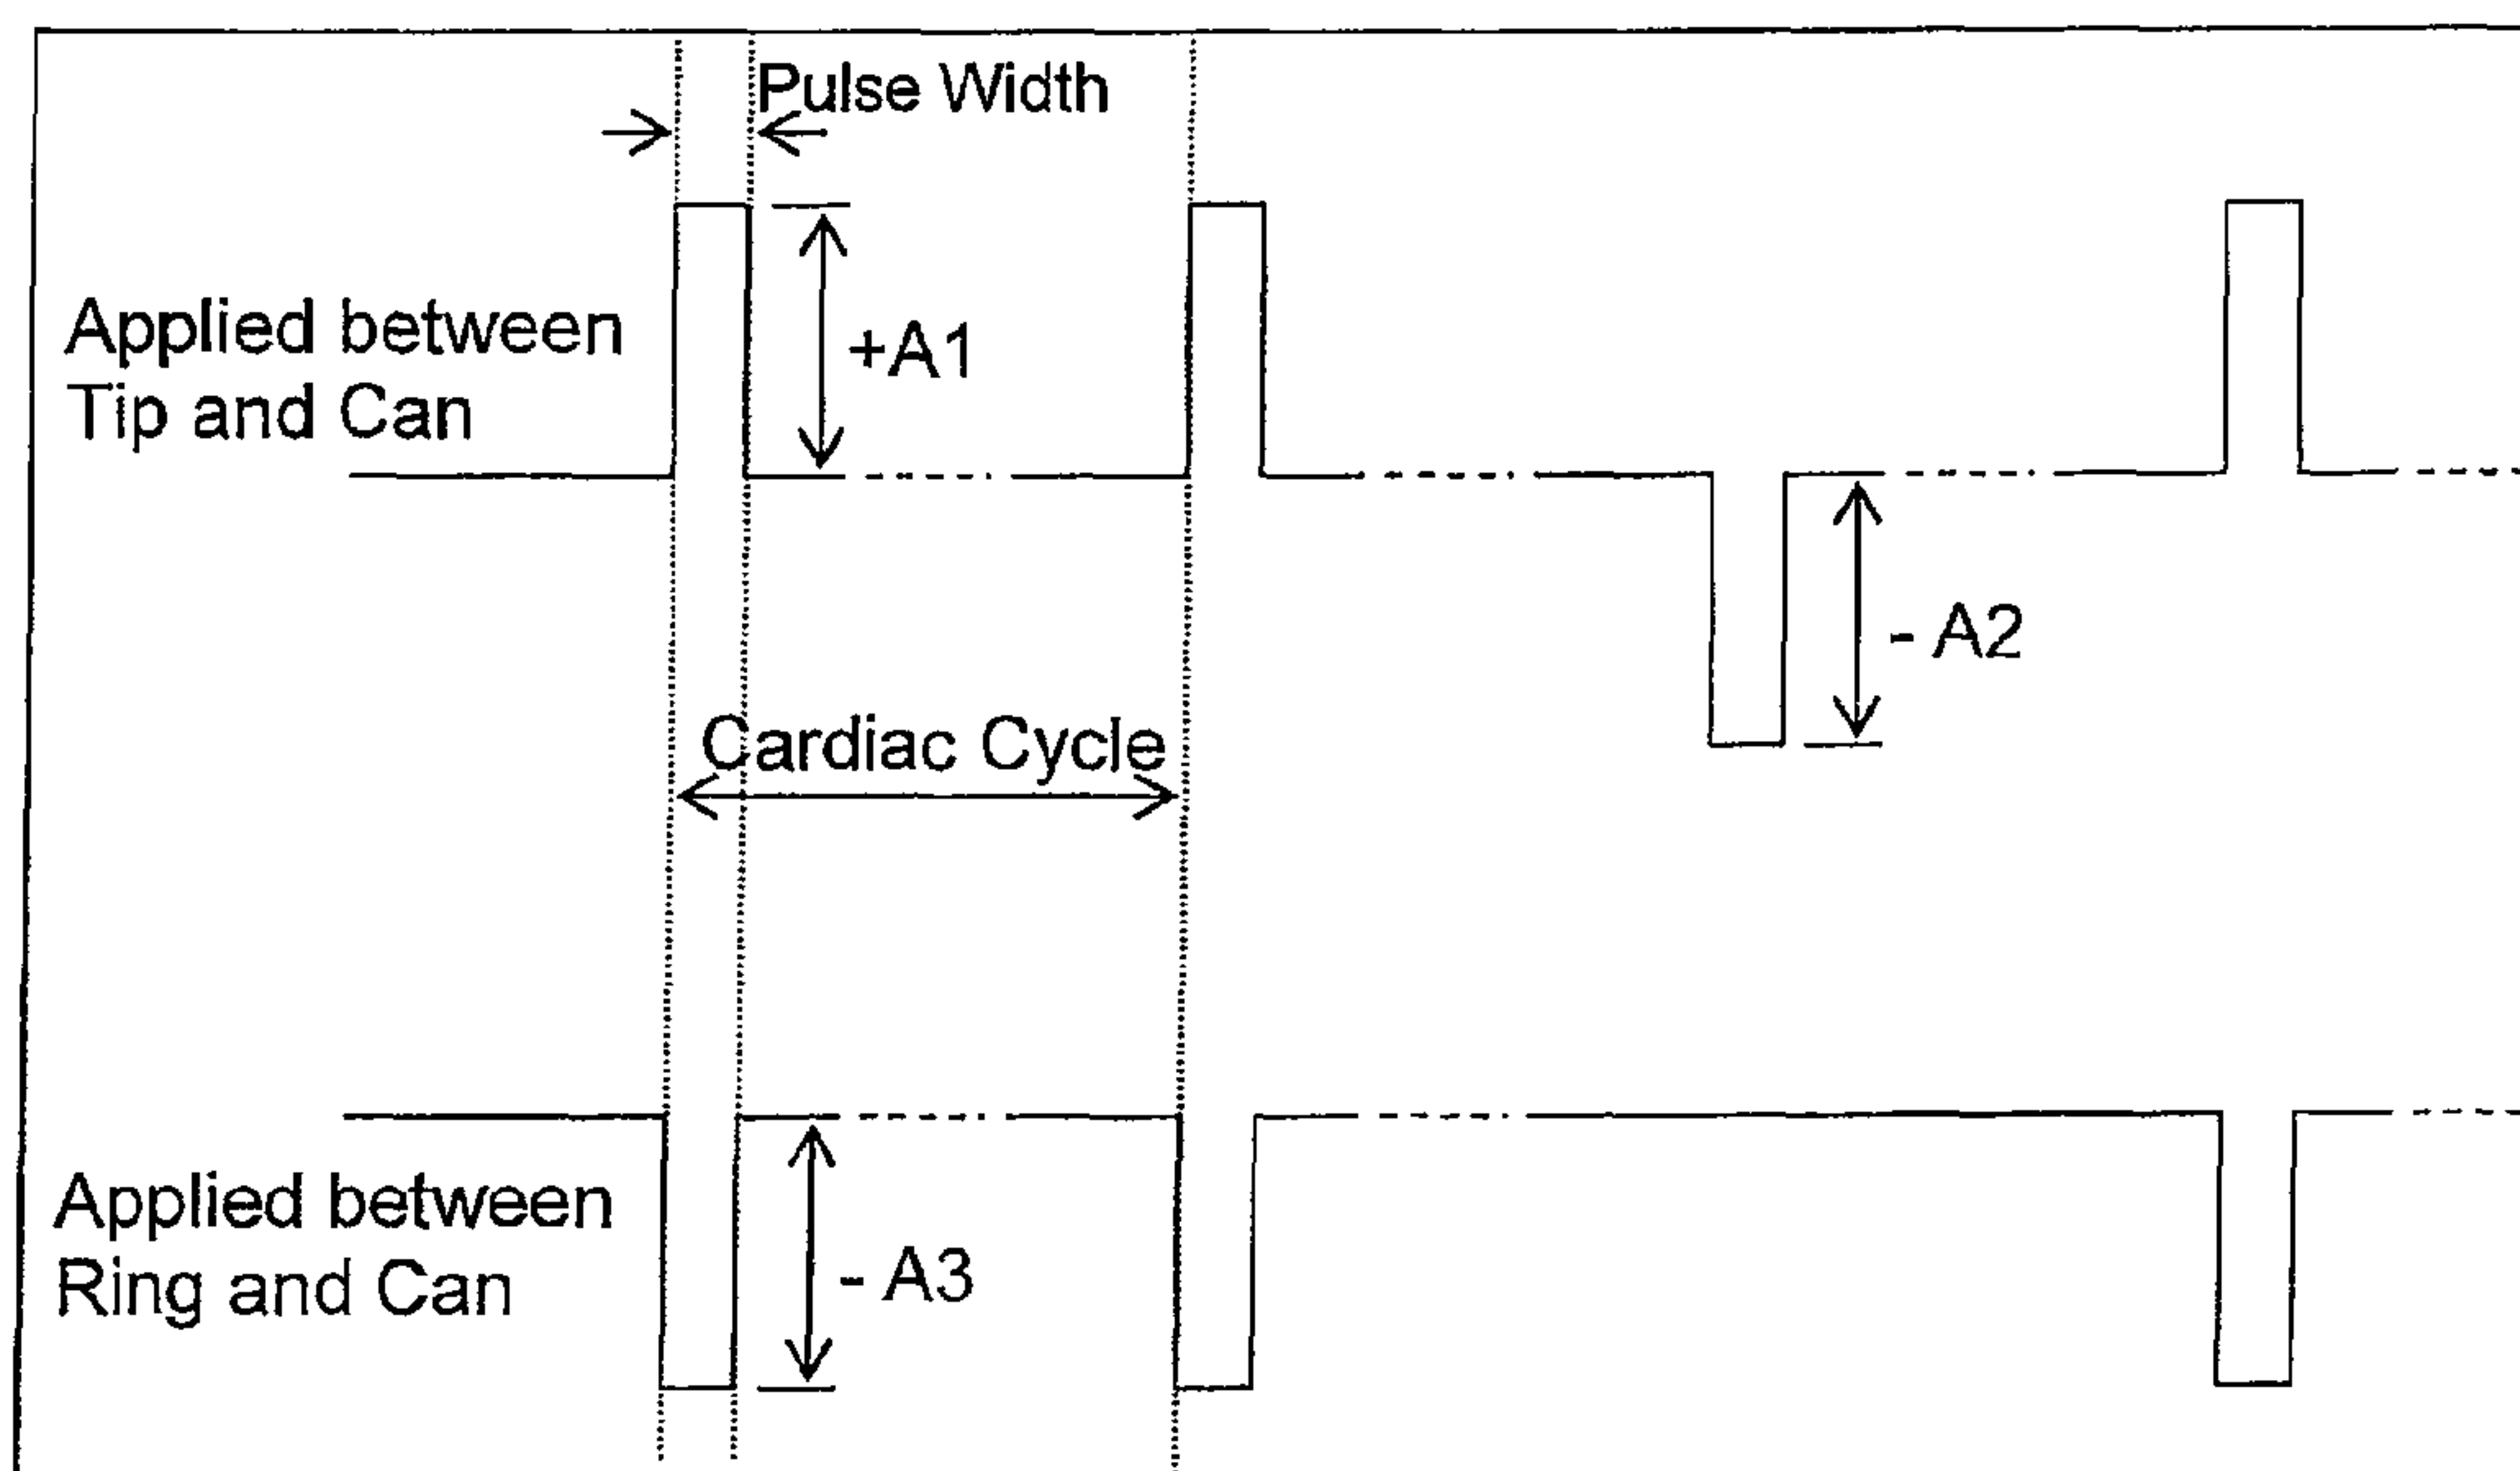 Pulse Width
Applied between
Tip and Can
+A1
- A2
Cardiac Cycle
Applied between
Ring and Can
- A3